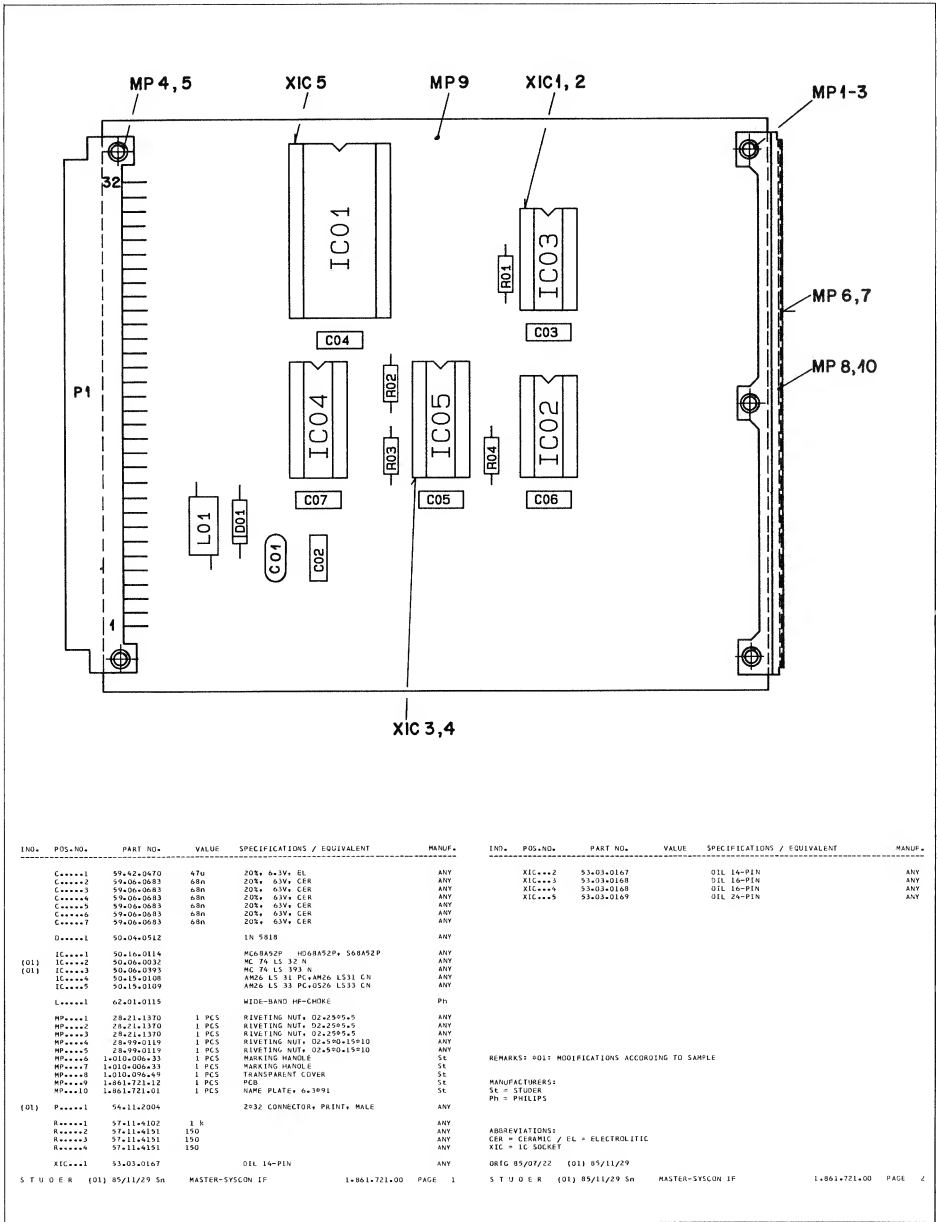 MP 4, 5
XIC 5
MP 9
XIC 1, 2
MP 1-3
32
IC01
IC03
R01
MP 6, 7
C04
C03
MP 8, 10
P1
IC04
R02
IC05
IC02
R03
R04
C07
C05
C06
L01
D01
C01
C02
1
XIC 3, 4
IND. POS.NO. PART NO. VALUE SPECIFICATIONS / EQUIVALENT MANUF.
C.....1 59.42.0470 47u 20%, 6.3V, EL ANY
C.....2 59.06.0683 68n 20%, 63V, CER ANY
C.....3 59.06.0683 68n 20%, 63V, CER ANY
C.....4 59.06.0683 68n 20%, 63V, CER ANY
C.....5 59.06.0683 68n 20%, 63V, CER ANY
C.....6 59.06.0683 68n 20%, 63V, CER ANY
C.....7 59.06.0683 68n 20%, 63V, CER ANY
D.....1 50.04.0512 1N 5818 ANY
IC....1 50.16.0114 MC68A52P HD68A52P, S68A52P ANY
(01) IC....2 50.06.0032 MC 74 LS 32 N ANY
(01) IC....3 50.06.0393 MC 74 LS 393 N ANY
IC....4 50.15.0108 AM26 LS 31 PC,AM26 LS31 CN ANY
IC....5 50.15.0109 AM26 LS 33 PC,DS26 LS33 CN ANY
L.....1 62.01.0115 WIDE-BAND HF-CHOKE Ph
MP....1 28.21.1370 1 PCS RIVETING NUT, D2.25*5.5 ANY
MP....2 28.21.1370 1 PCS RIVETING NUT, D2.25*5.5 ANY
MP....3 28.21.1370 1 PCS RIVETING NUT, D2.25*5.5 ANY
MP....4 28.99.0119 1 PCS RIVETING NUT, D2.5*0.15*10 ANY
MP....5 28.99.0119 1 PCS RIVETING NUT, D2.5*0.15*10 ANY
MP....6 1.010.006.33 1 PCS MARKING HANDLE St
MP....7 1.010.006.33 1 PCS MARKING HANDLE St
MP....8 1.010.096.49 1 PCS TRANSPARENT COVER St
MP....9 1.861.721.12 1 PCS PCB St
MP...10 1.861.721.01 1 PCS NAME PLATE, 6.3*91 St
(01) P.....1 54.11.2004 2*32 CONNECTOR, PRINT, MALE ANY
R.....1 57.11.4102 1 k ANY
R.....2 57.11.4151 150 ANY
R.....3 57.11.4151 150 ANY
R.....4 57.11.4151 150 ANY
XIC...1 53.03.0167 DIL 14-PIN ANY
STUDER (01) 85/11/29 Sn MASTER-SYSCON IF 1.861.721.00 PAGE 1
IND. POS.NO. PART NO. VALUE SPECIFICATIONS / EQUIVALENT MANUF.
XIC...2 53.03.0167 DIL 14-PIN ANY
XIC...3 53.03.0168 DIL 16-PIN ANY
XIC...4 53.03.0168 DIL 16-PIN ANY
XIC...5 53.03.0169 DIL 24-PIN ANY
REMARKS: *01: MODIFICATIONS ACCORDING TO SAMPLE
MANUFACTURERS:
St = STUDER
Ph = PHILIPS
ABBREVIATIONS:
CER = CERAMIC / EL = ELECTROLITIC
XIC = IC SOCKET
ORIG 85/07/22 (01) 85/11/29
STUDER (01) 85/11/29 Sn MASTER-SYSCON IF 1.861.721.00 PAGE 2